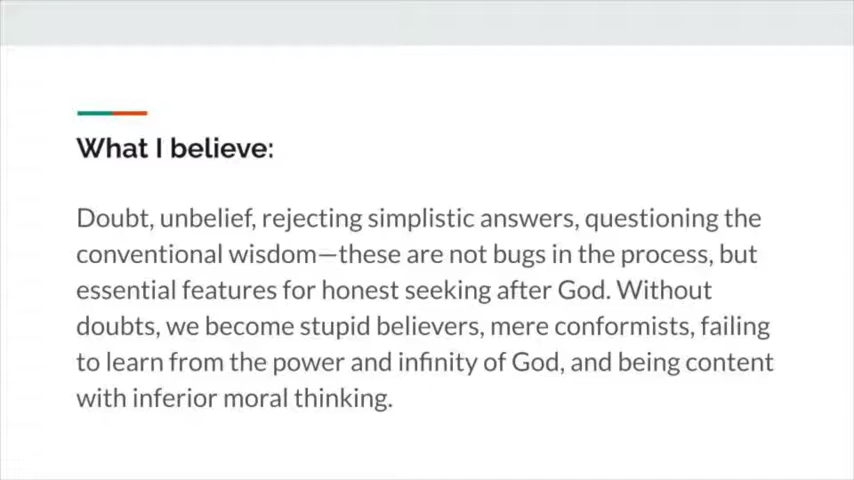 What I believe:
Doubt, unbelief, rejecting simplistic answers, questioning the
conventional wisdom—these are not bugs in the process, but
essential features for honest seeking after God. Without
doubts, we become stupid believers, mere conformists, failing
to learn from the power and infinity of God, and being content
with inferior moral thinking.